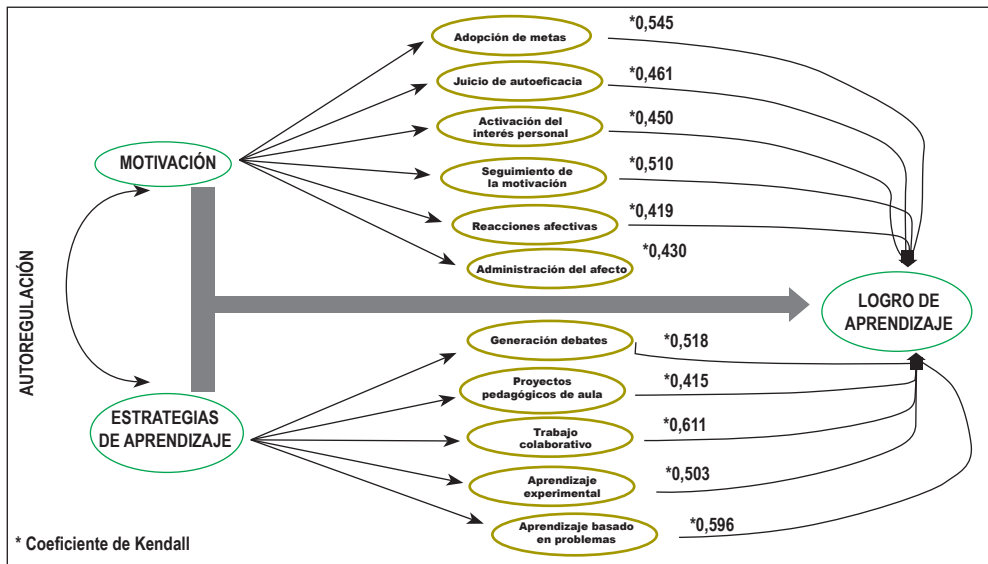 Adopción de metas
*0,545
Juicio de autoeficacia
*0,461
Activación del
interés personal
*0,450
MOTIVACIÓN
Seguimiento de
la motivación
*0,510
Reacciones afectivas
*0,419
Administración del afecto
*0,430
AUTOREGULACIÓN
LOGRO DE
APRENDIZAJE
Generación debates
*0,518
Proyectos
pedagógicos de aula
*0,415
ESTRATEGIAS
DE APRENDIZAJE
Trabajo
colaborativo
*0,611
Aprendizaje
experimental
*0,503
Aprendizaje basado
en problemas
*0,596
* Coeficiente de Kendall